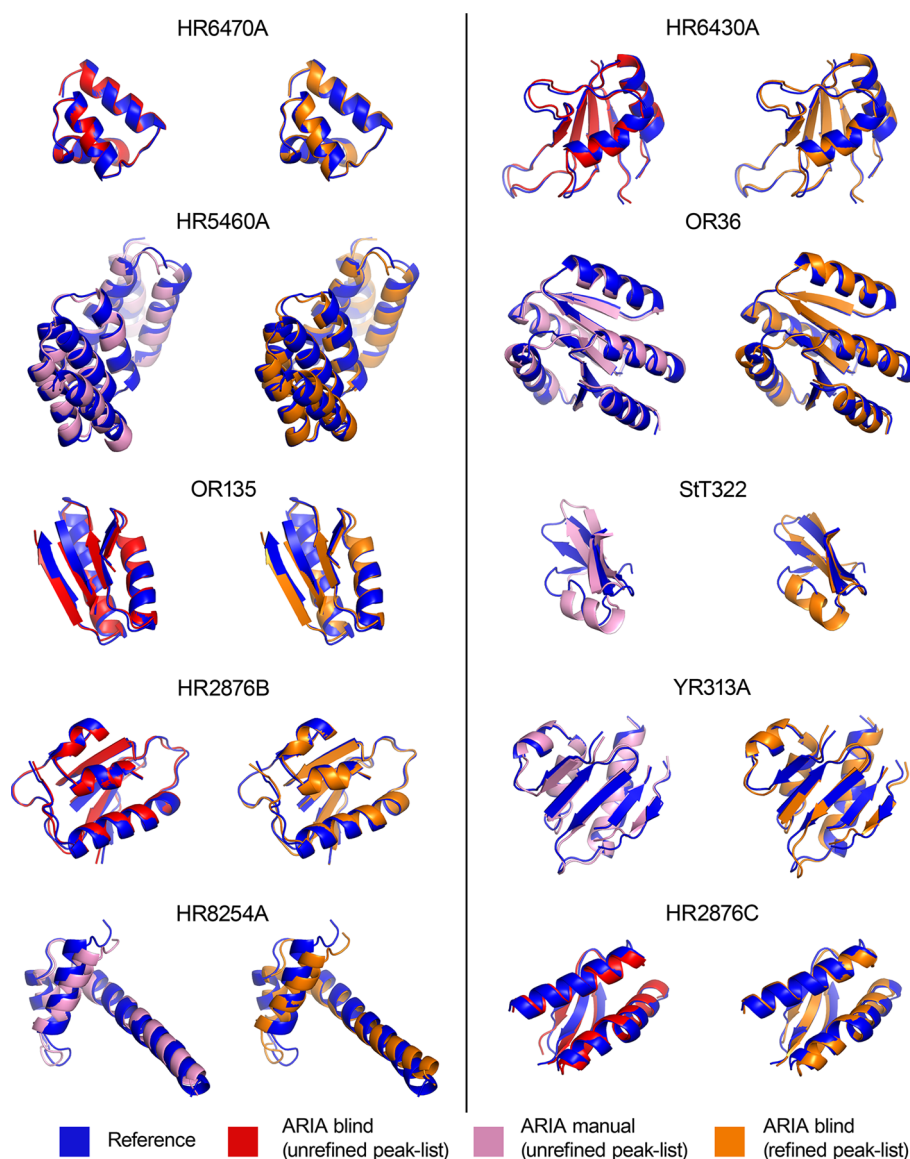 HR6470A
HR6430A
HR5460A
OR36
OR135
StT322
HR2876B
YR313A
HR8254A
HR2876C
Reference
ARIA blind
(unrefined peak-list)
ARIA manual
(unrefined peak-list)
ARIA blind
(refined peak-list)